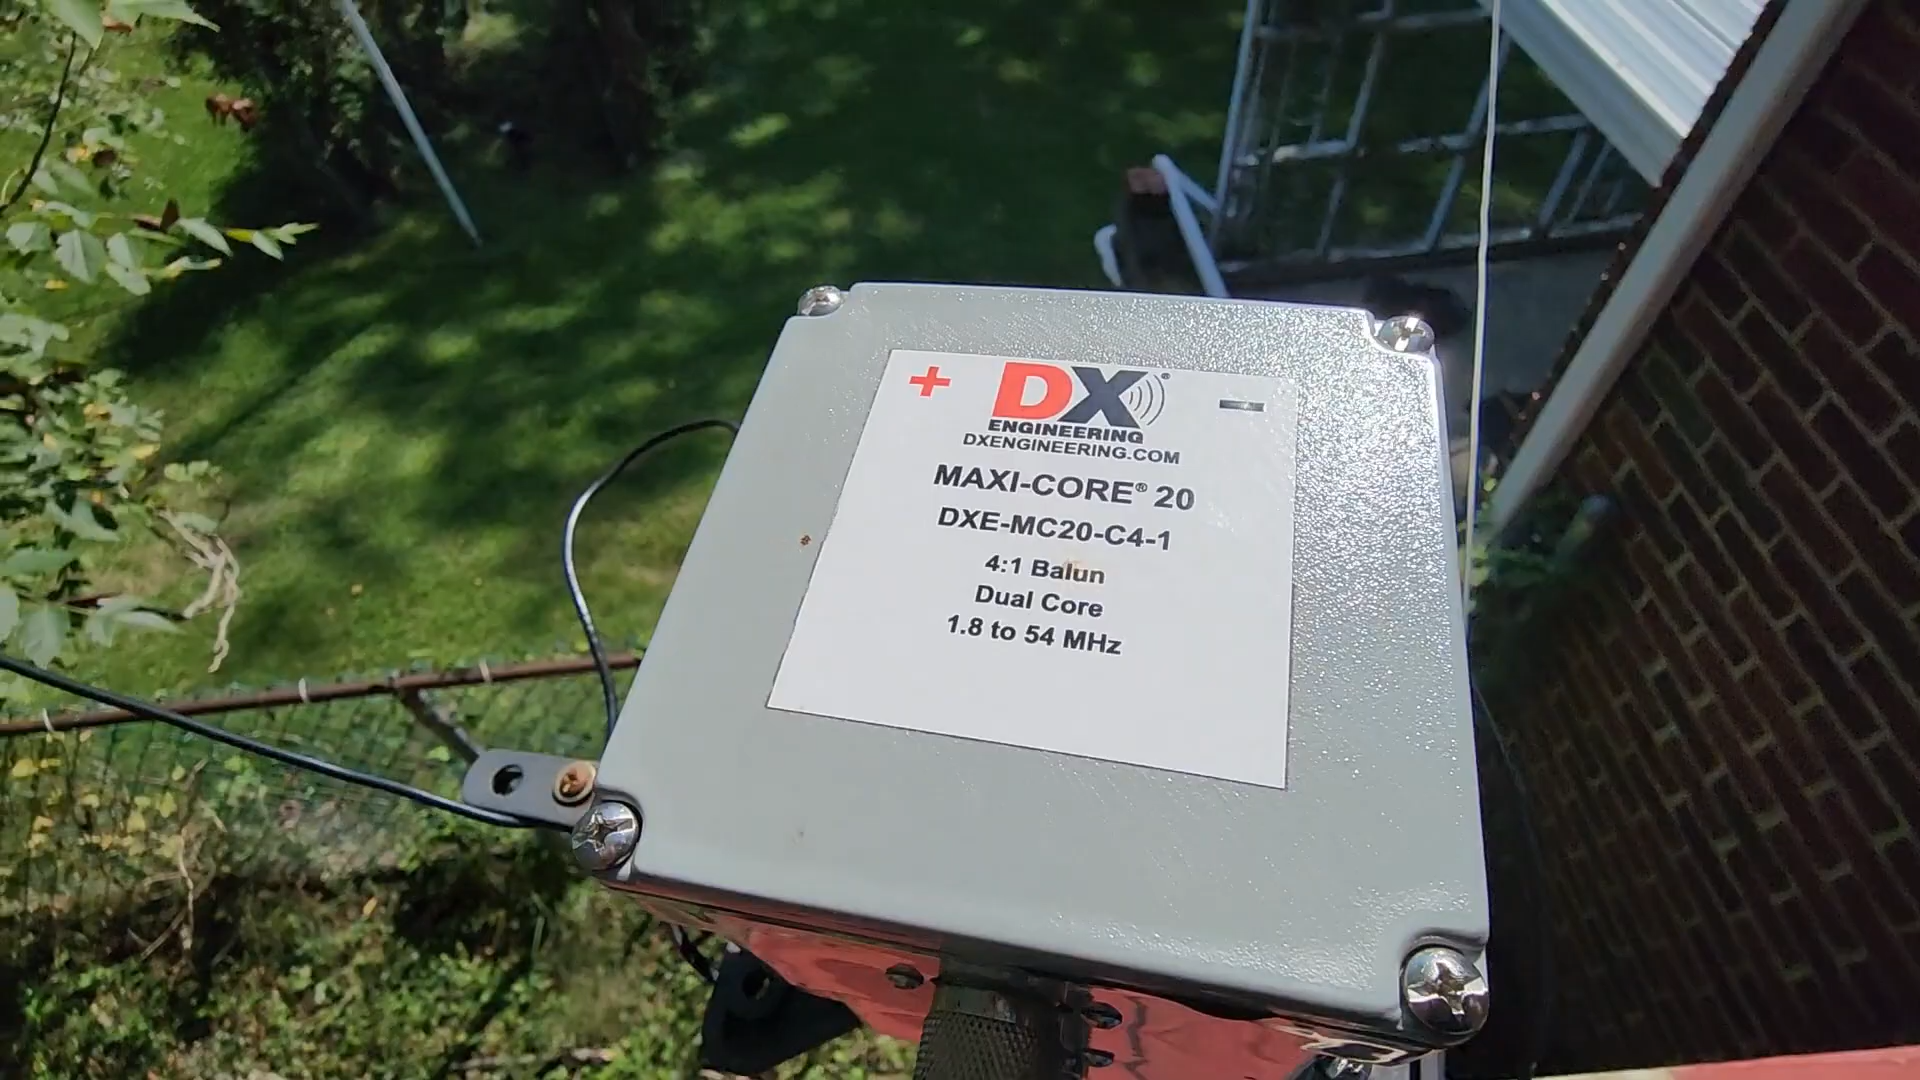 + DX® -
ENGINEERING
DXENGINEERING.COM
MAXI-CORE® 20
DXE-MC20-C4-1
4:1 Balun
Dual Core
1.8 to 54 MHz